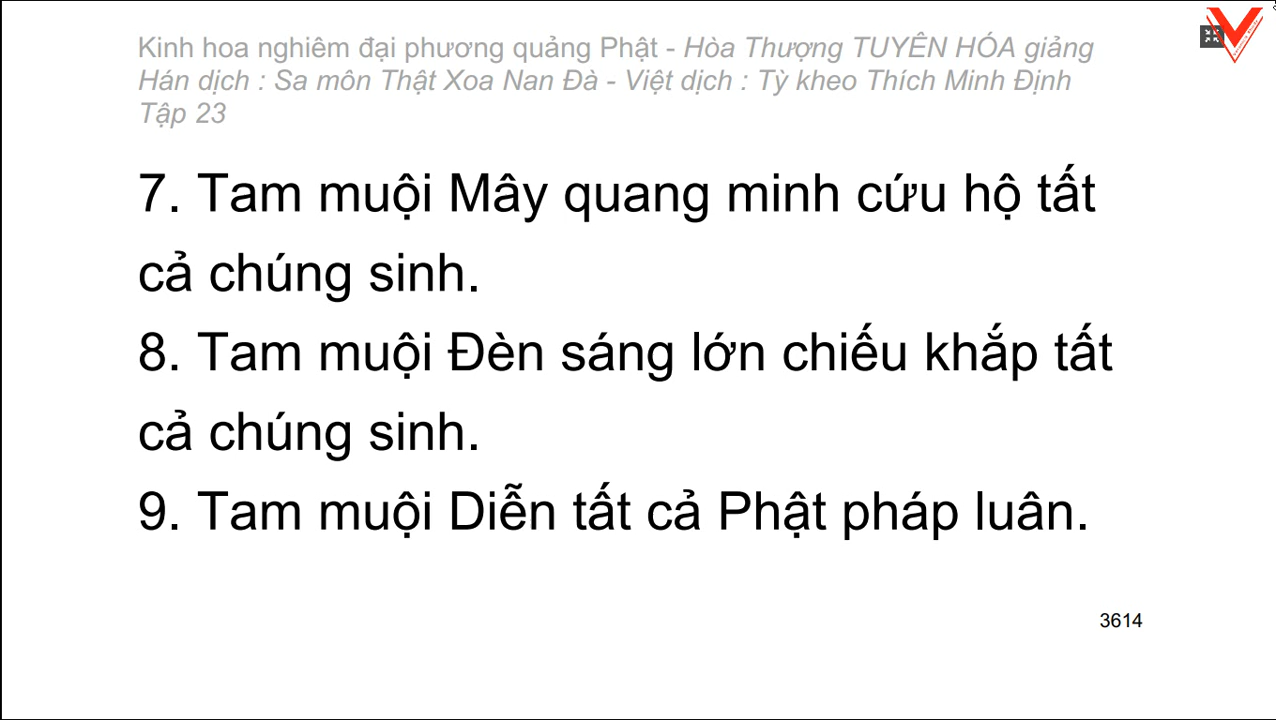 Kinh hoa nghiêm đại phương quảng Phật - Hòa Thượng TUYÊN HÓA giảng
Hán dịch : Sa môn Thật Xoa Nan Đà - Việt dịch : Tỳ kheo Thích Minh Định
Tập 23
7. Tam muội Mây quang minh cứu hộ tất
cả chúng sinh.
8. Tam muội Đèn sáng lớn chiếu khắp tất
cả chúng sinh.
9. Tam muội Diễn tất cả Phật pháp luân.
3614